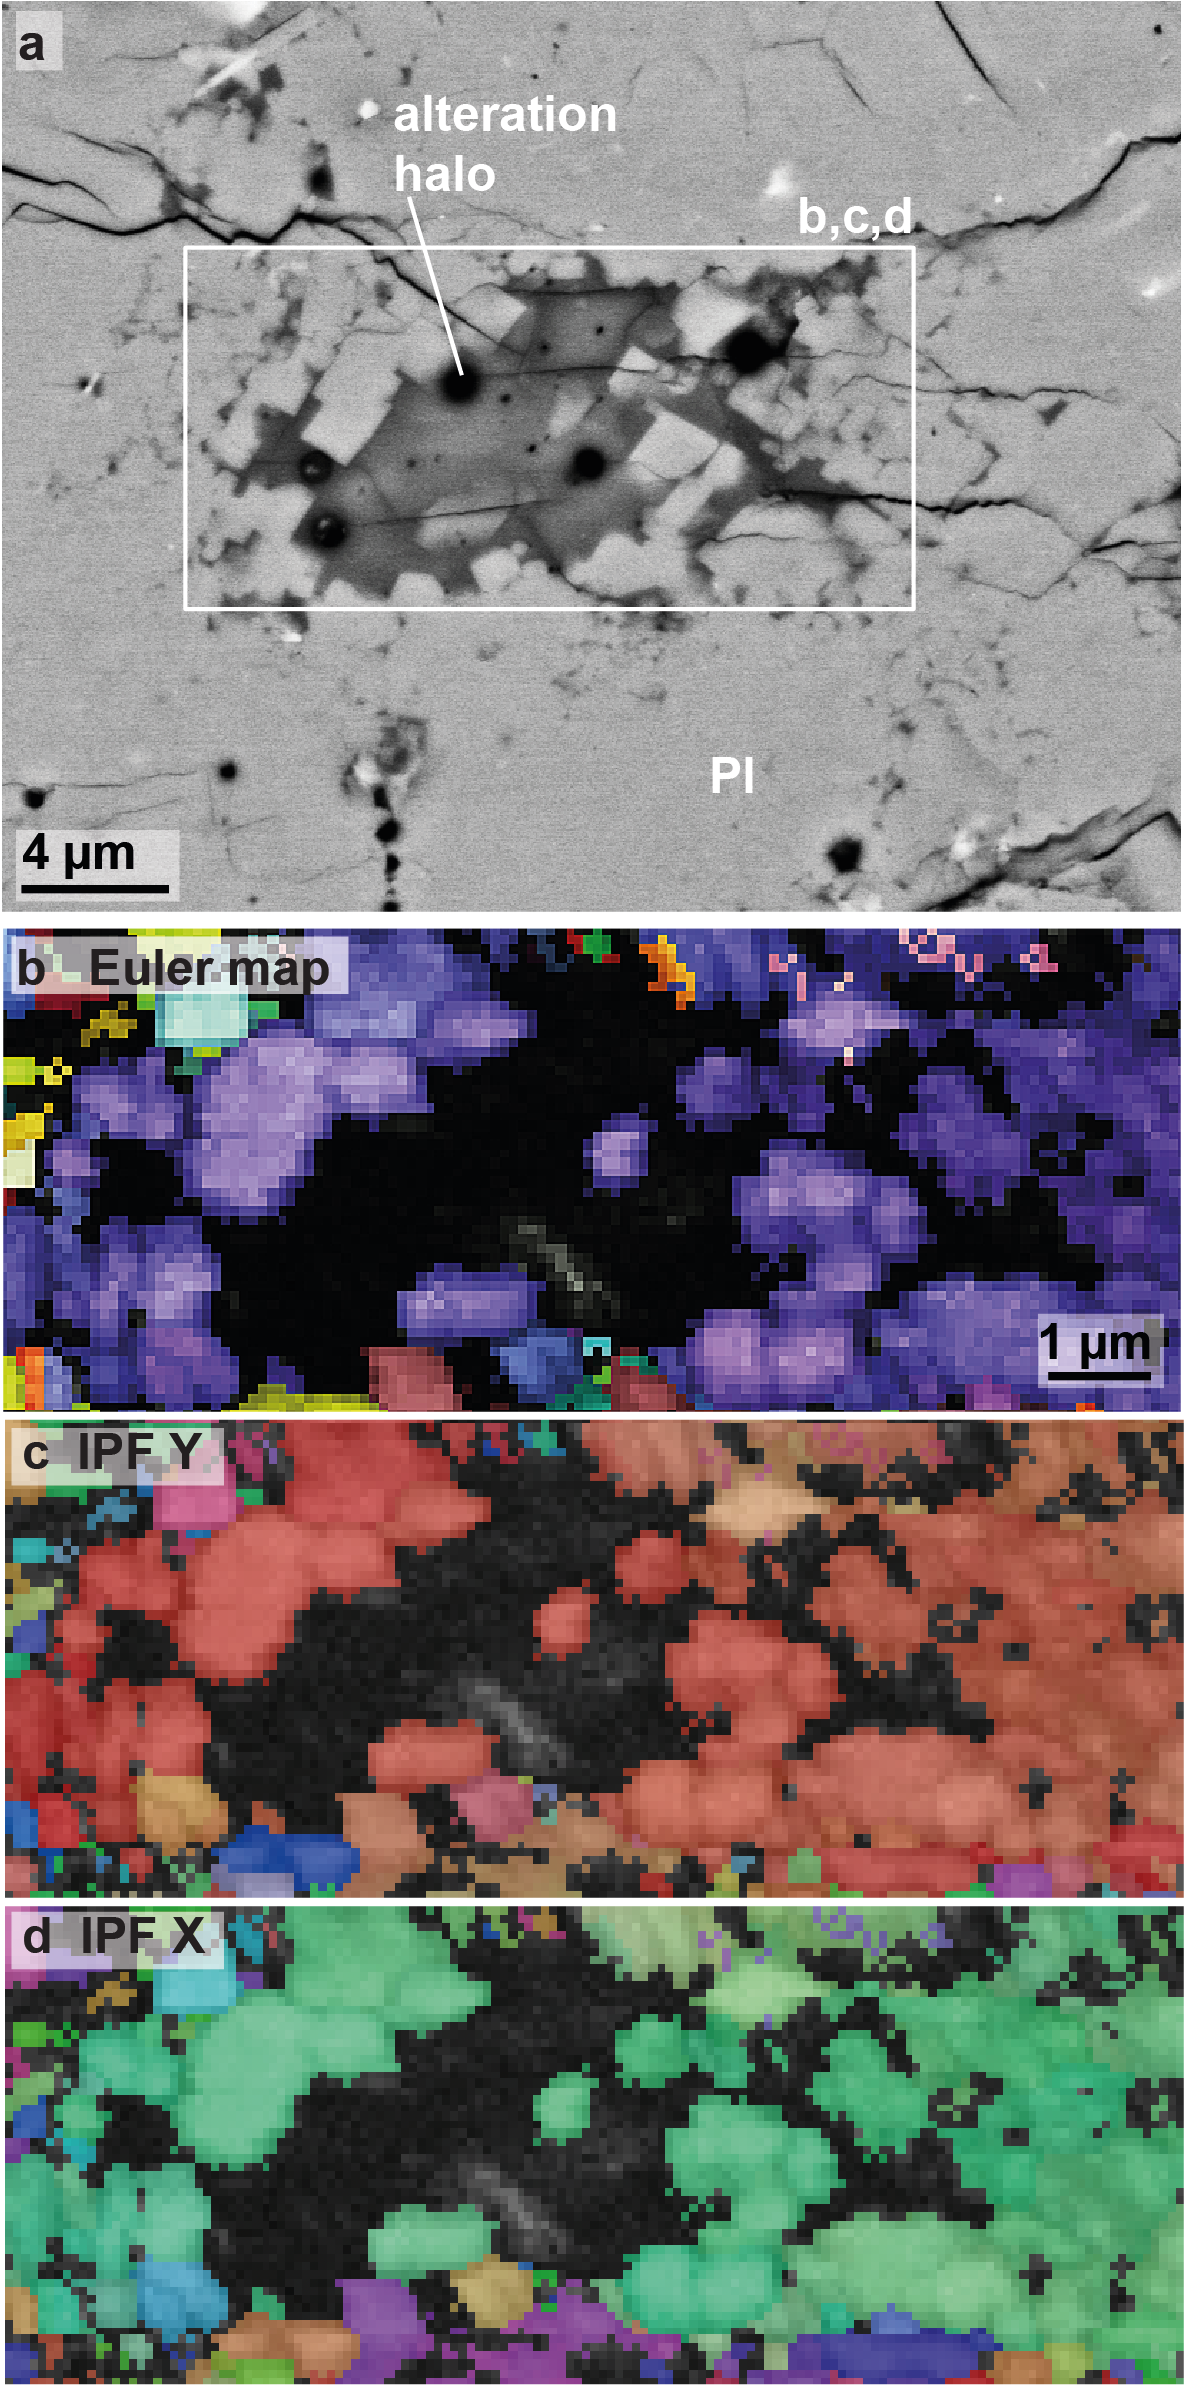 a
alteration
halo
b,c,d
Pl
4 µm
b Euler map
1 µm
c IPF Y
d IPF X